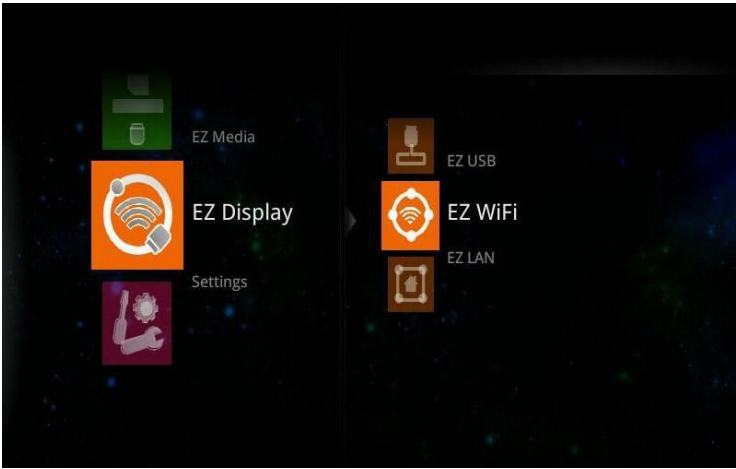 EZ Media
EZ Display
Settings
EZ USB
EZ WiFi
EZ LAN